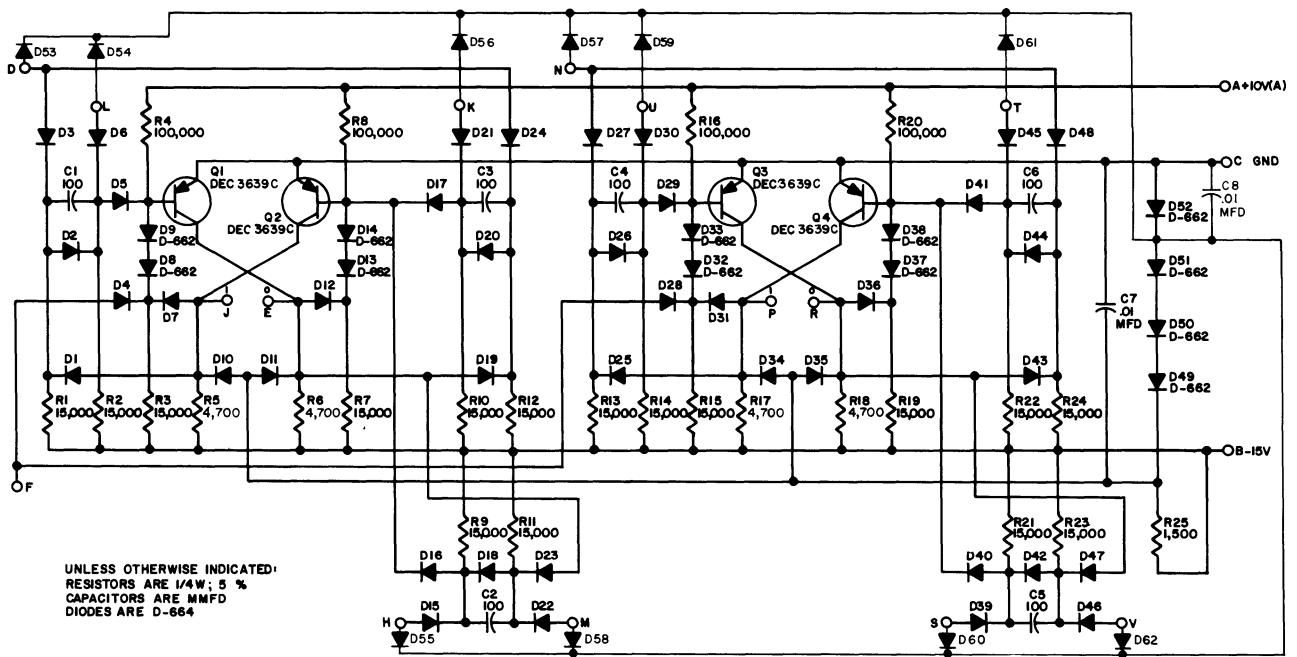 D53
D54
D56
D57
D59
D61
D
N
A+10V(A)
L
K
U
T
D3
D6
R4
100,000
R8
100,000
D21
D24
D27
D30
R16
100,000
R20
100,000
D45
D48
C GND
C1
100
D5
Q1
DEC 3639C
Q2
DEC 3639C
D17
C3
100
C4
100
D29
Q3
DEC 3639C
Q4
DEC 3639C
D41
C6
100
D52
D-662
C8
.01
MFD
D2
D9
D-662
D14
D-662
D20
D26
D33
D-662
D38
D-662
D44
D8
D-662
D13
D-662
D32
D-662
D37
D-662
D51
D-662
D4
D7
1
J
0
E
D12
D28
D31
1
P
0
R
D36
C7
.01
MFD
D50
D-662
D1
D10
D11
D19
D25
D34
D35
D43
D49
D-662
R1
15,000
R2
15,000
R3
15,000
R5
4,700
R6
4,700
R7
15,000
R10
15,000
R12
15,000
R13
15,000
R14
15,000
R15
15,000
R17
4,700
R18
4,700
R19
15,000
R22
15,000
R24
15,000
B-15V
F
R9
15,000
R11
15,000
R21
15,000
R23
15,000
R25
1,500
D16
D18
D23
D40
D42
D47
UNLESS OTHERWISE INDICATED:
RESISTORS ARE 1/4W; 5 %
CAPACITORS ARE MMFD
DIODES ARE D-664
H
D15
C2
100
D22
M
S
D39
C5
100
D46
V
D55
D58
D60
D62